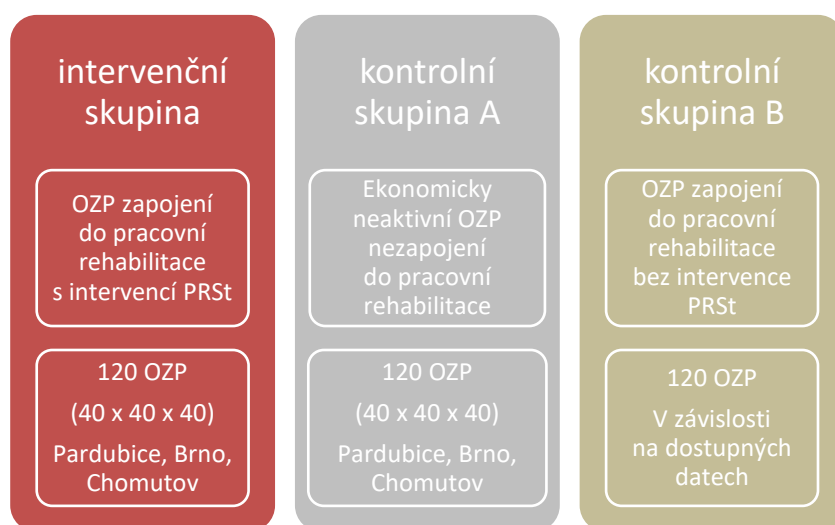 intervenční
skupina
OZP zapojení
do pracovní
rehabilitace
s intervencí PRSt
120 OZP
(40 x 40 x 40)
Pardubice, Brno,
Chomutov
kontrolní
skupina A
Ekonomicky
neaktivní OZP
nezapojení
do pracovní
rehabilitace
120 OZP
(40 x 40 x 40)
Pardubice, Brno,
Chomutov
kontrolní
skupina B
OZP zapojení
do pracovní
rehabilitace
bez intervence
PRSt
120 OZP
V závislosti
na dostupných
datech